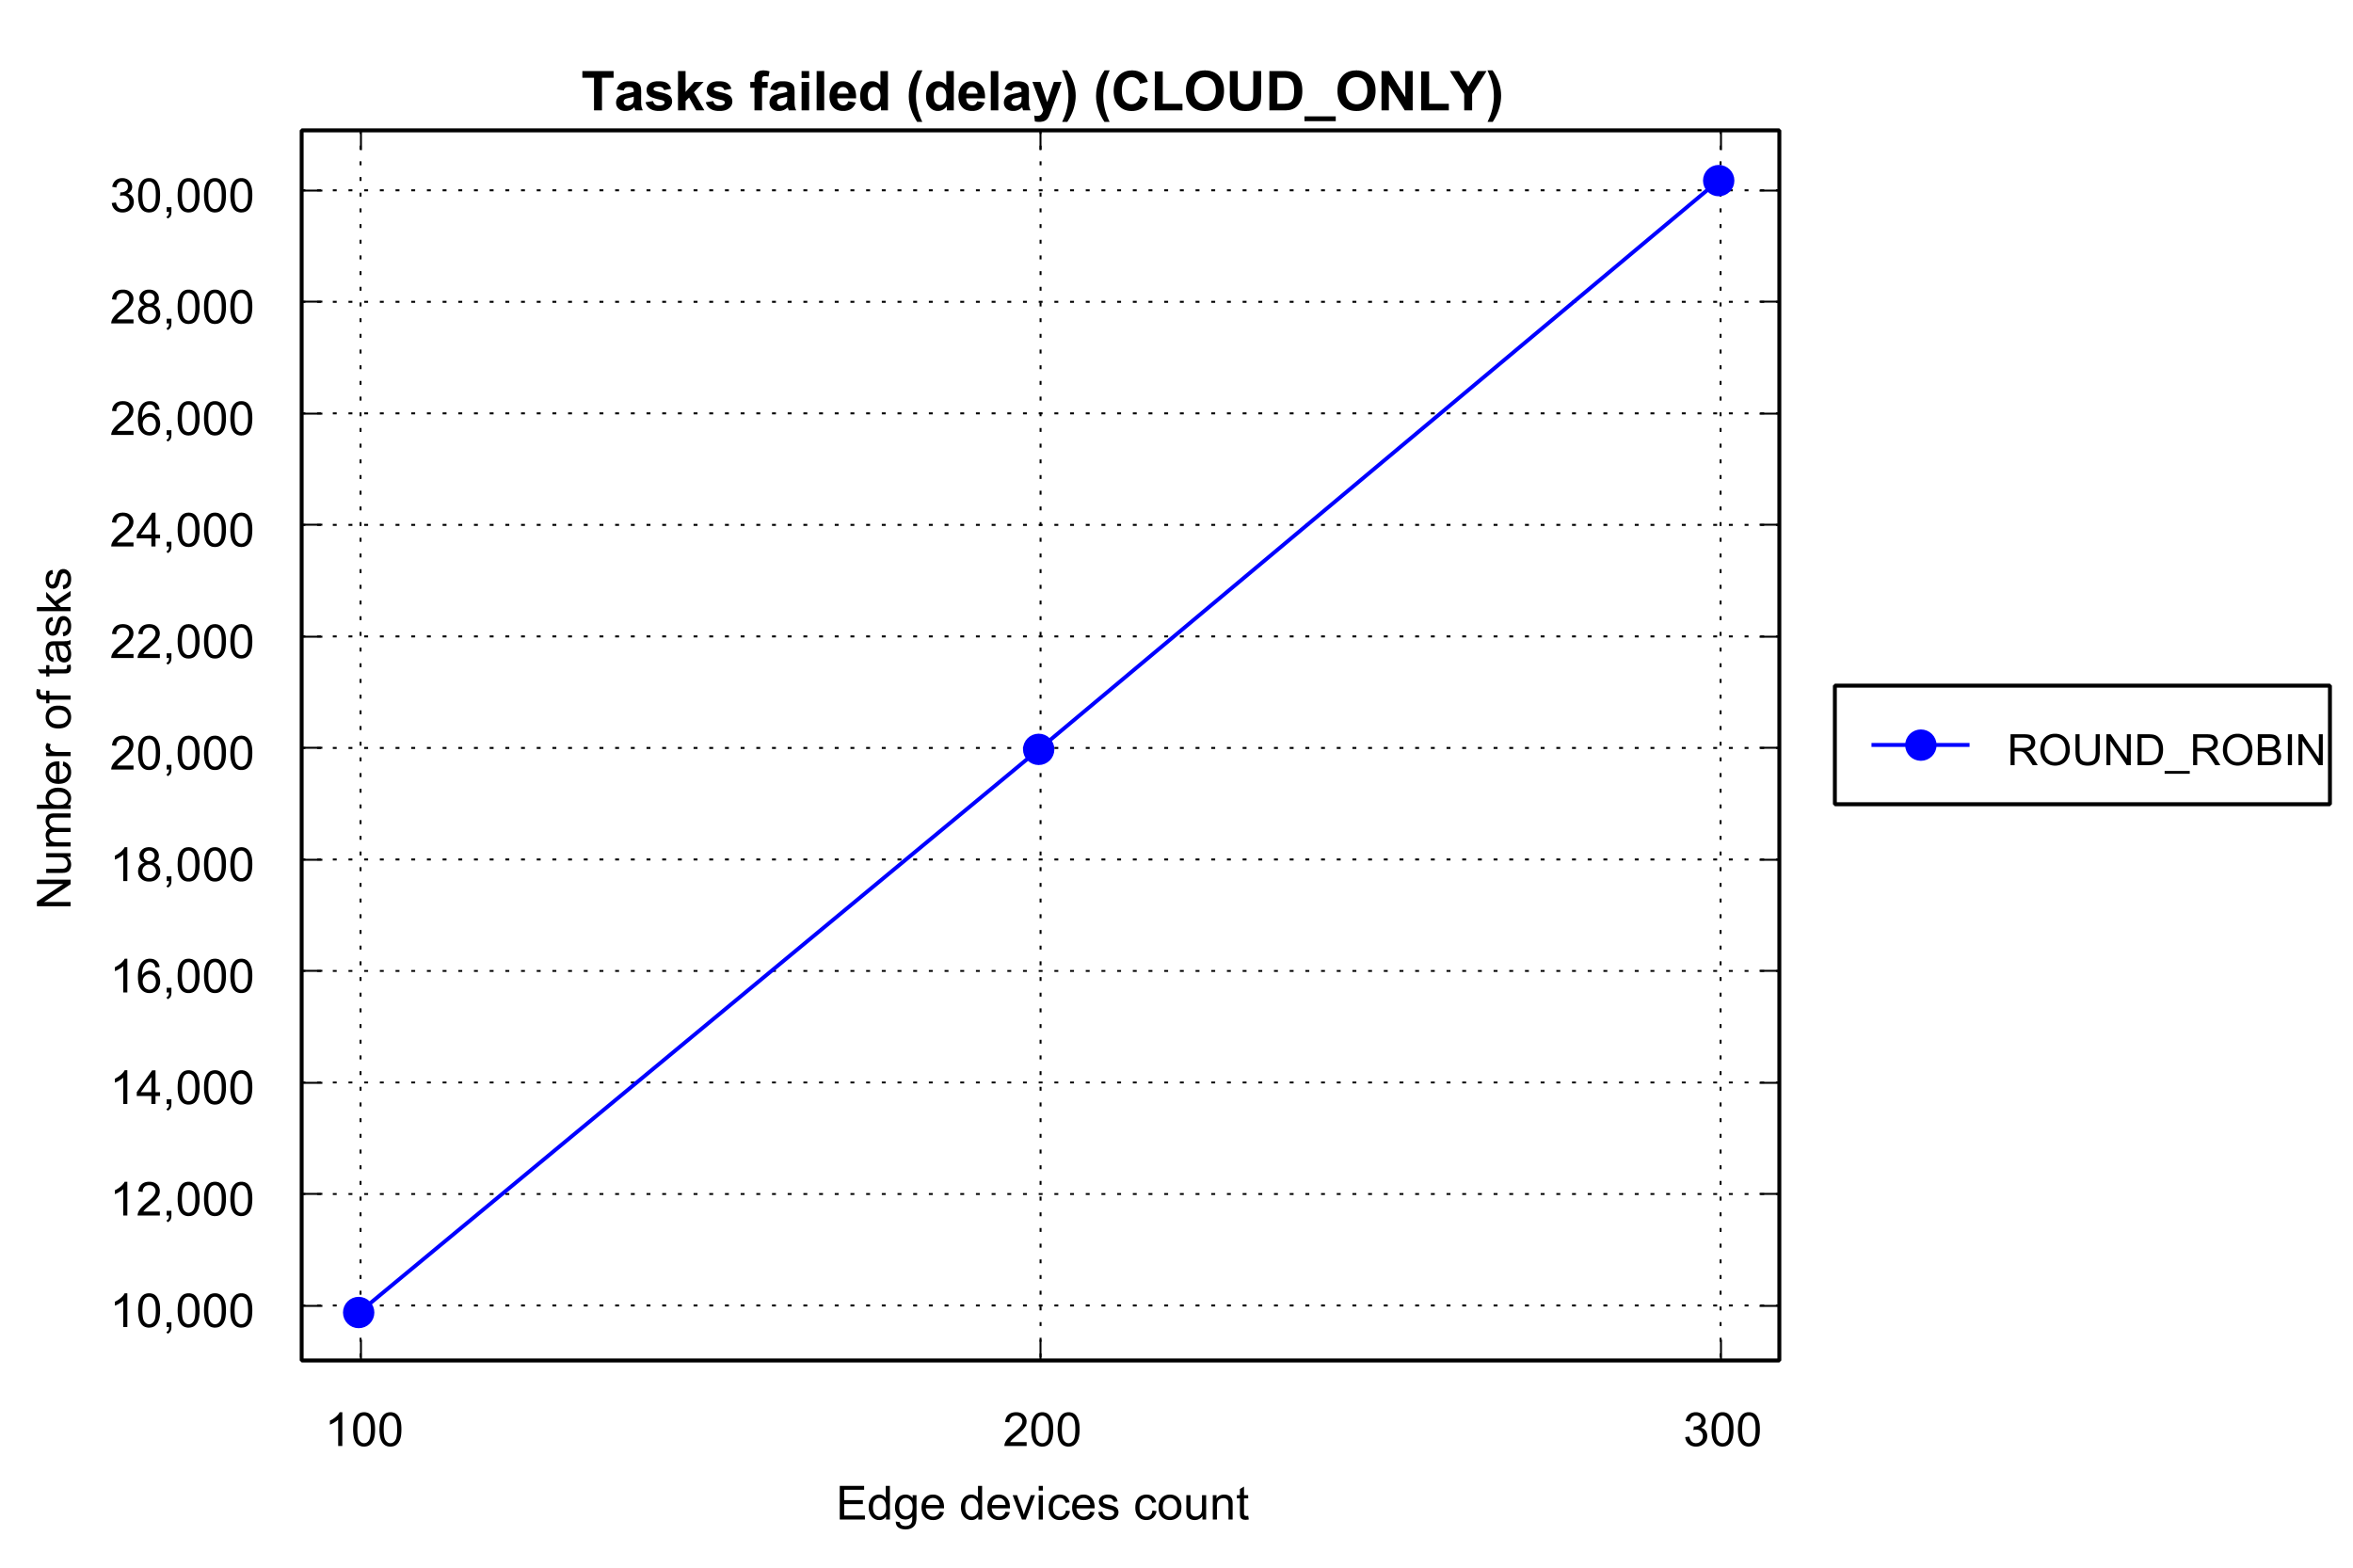 Tasks failed (delay) (CLOUD_ONLY)
30,000
28,000
26,000
24,000
22,000
20,000
18,000
16,000
14,000
12,000
10,000
Number of tasks
100 200 300
Edge devices count
ROUND_ROBIN